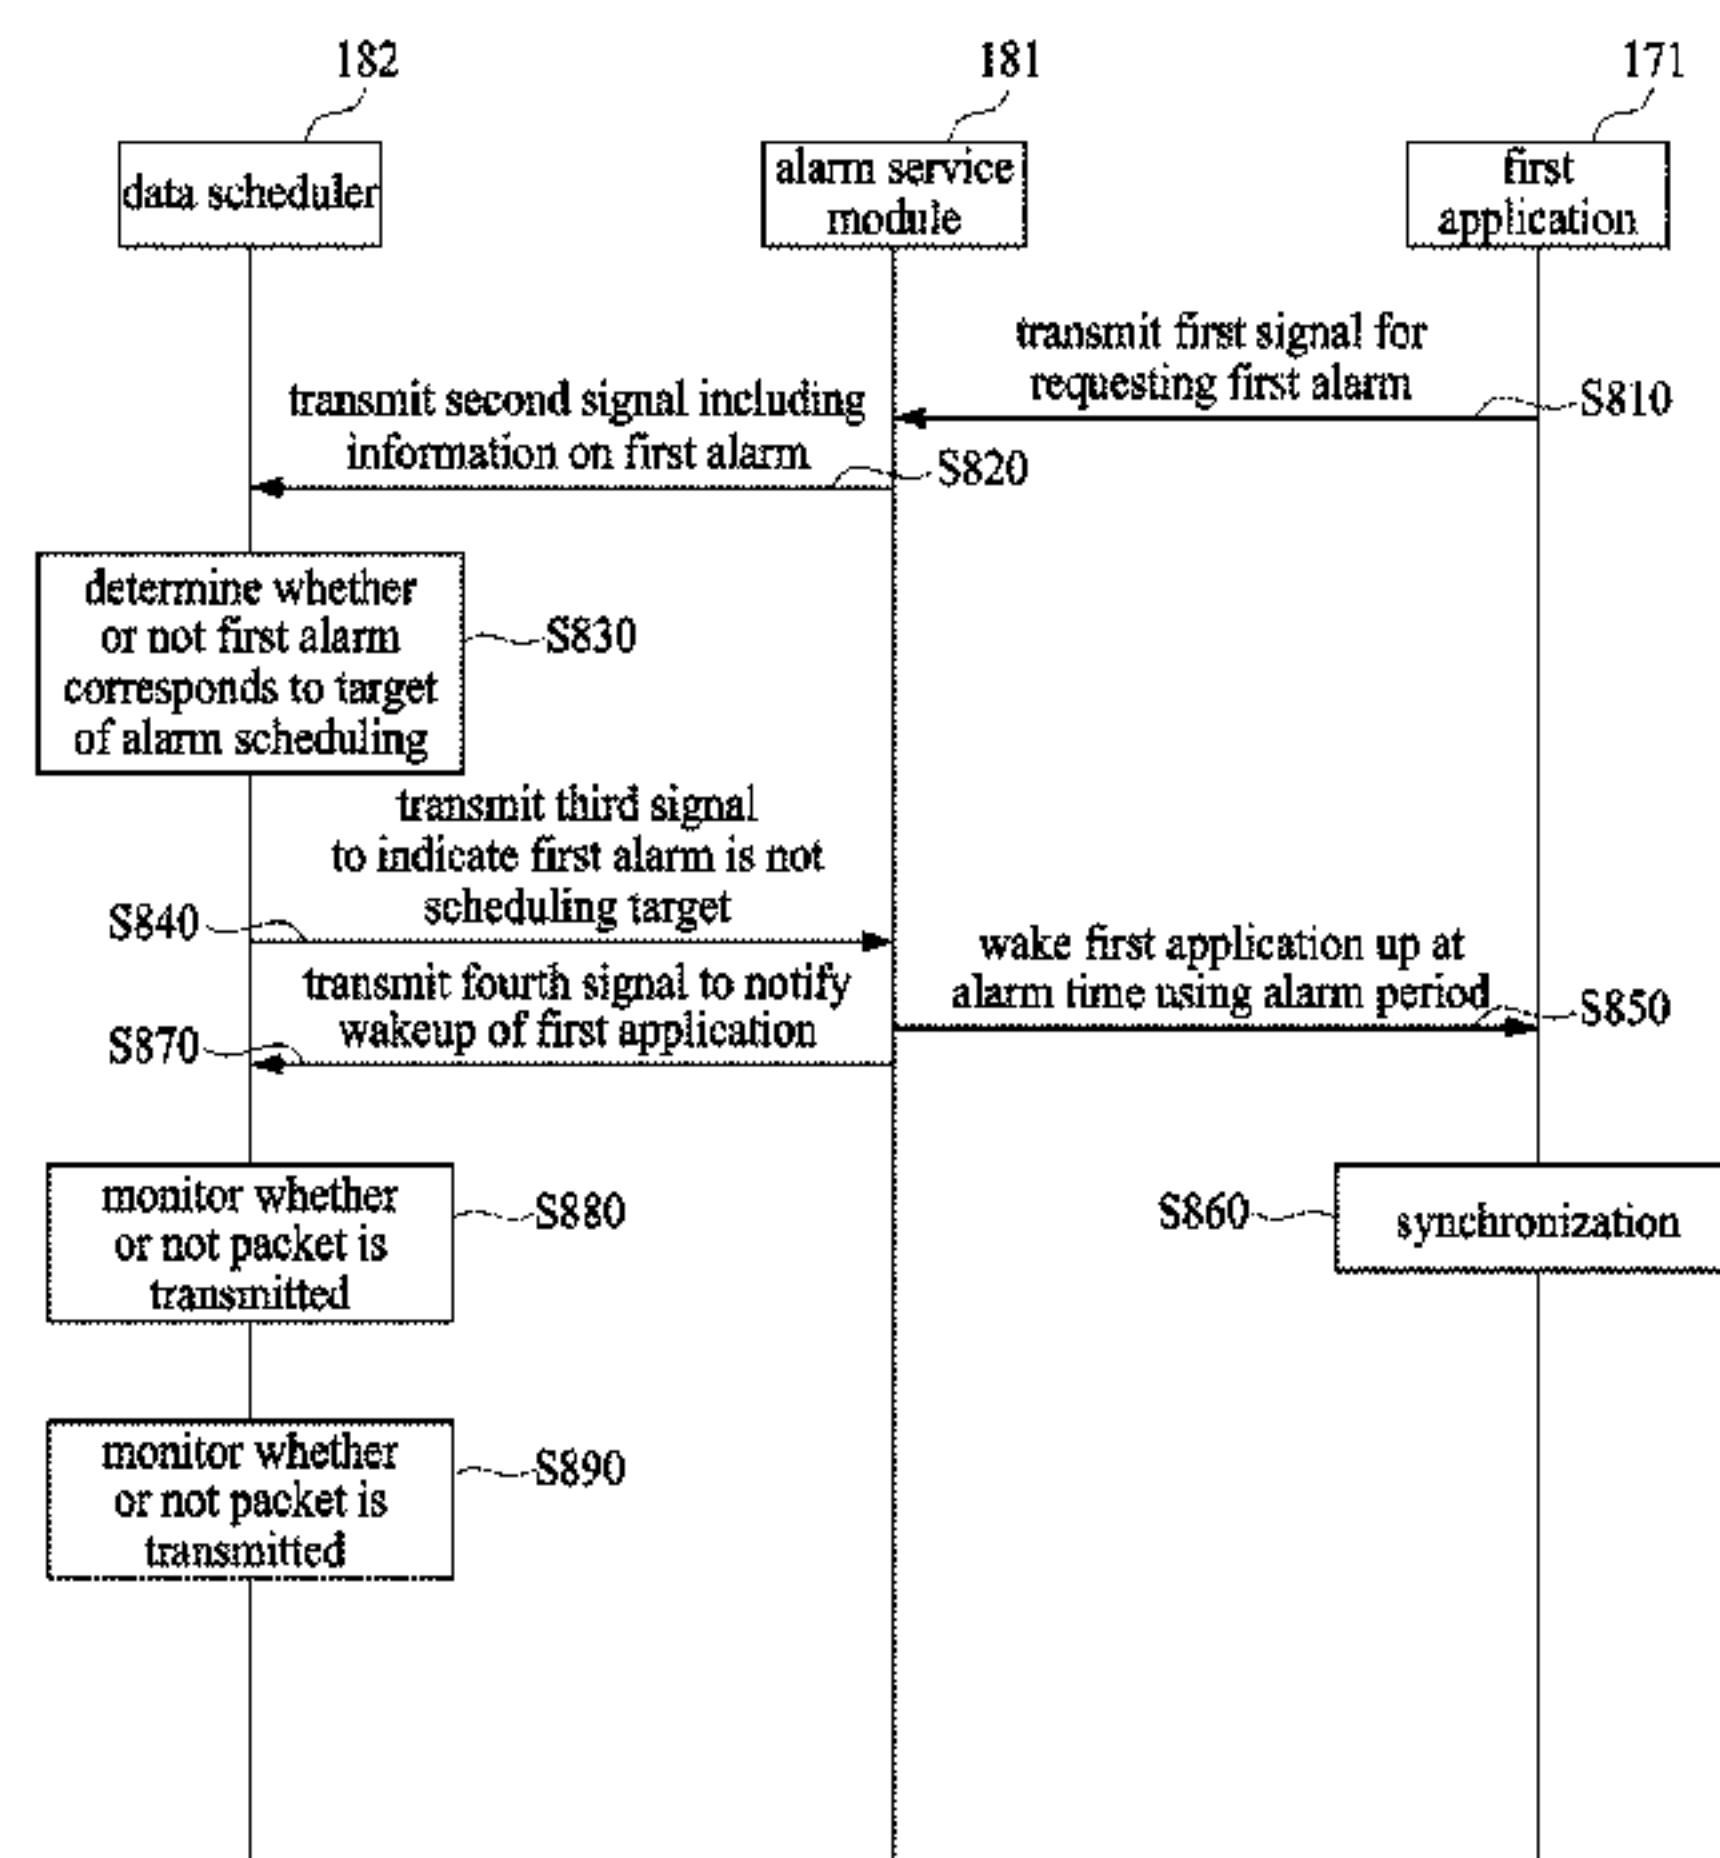 182
181
171
data scheduler
alarm service
module
first
application
transmit first signal for
requesting first alarm
S810
transmit second signal including
information on first alarm
S820
determine whether
or not first alarm
corresponds to target
of alarm scheduling
S830
transmit third signal
to indicate first alarm is not
scheduling target
S840
wake first application up at
alarm time using alarm period
S850
transmit fourth signal to notify
wakeup of first application
S870
monitor whether
or not packet is
transmitted
S880
S860
synchronization
monitor whether
or not packet is
transmitted
S890